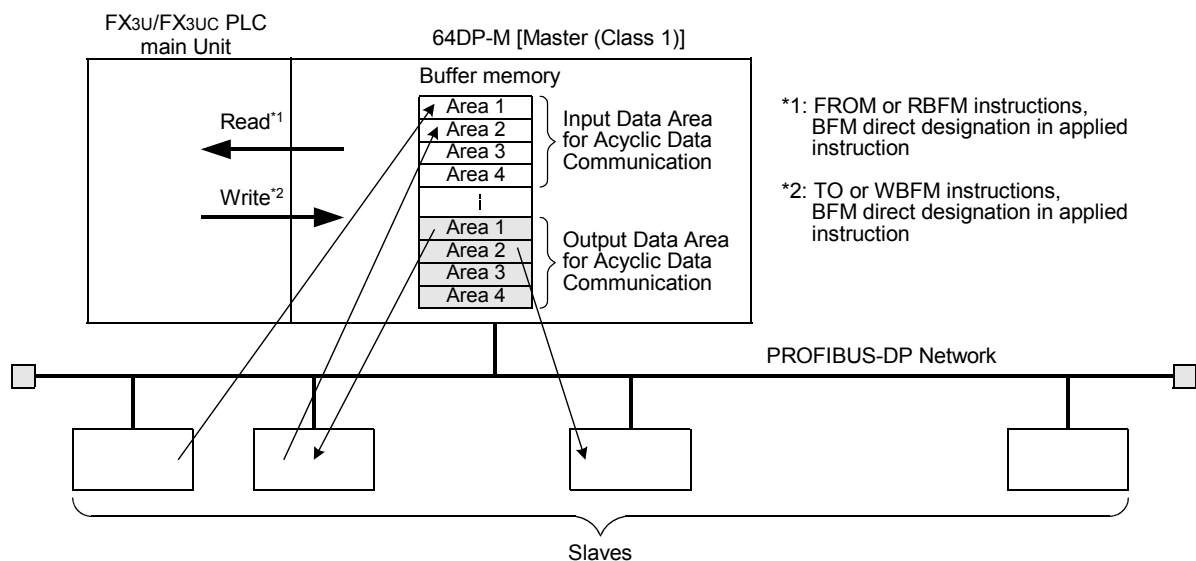 FX3U/FX3UC PLC
main Unit
64DP-M [Master (Class 1)]
Buffer memory
Read*1
Write*2
Area 1
Area 2
Area 3
Area 4
Input Data Area
for Acyclic Data
Communication
Area 1
Area 2
Area 3
Area 4
Output Data Area
for Acyclic Data
Communication
*1: FROM or RBFM instructions,
BFM direct designation in applied
instruction
*2: TO or WBFM instructions,
BFM direct designation in applied
instruction
PROFIBUS-DP Network
Slaves